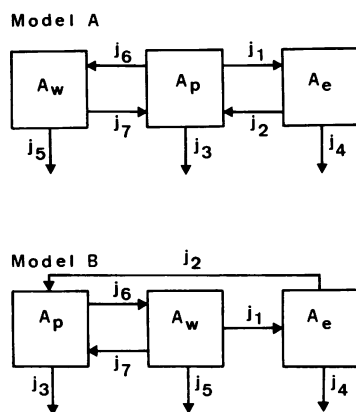 Model A
j6 j1
Aw Ap Ae
j7 j2
j5 j3 j4
Model B
j2
j6
Ap Aw Ae
j1
j7
j3 j5 j4